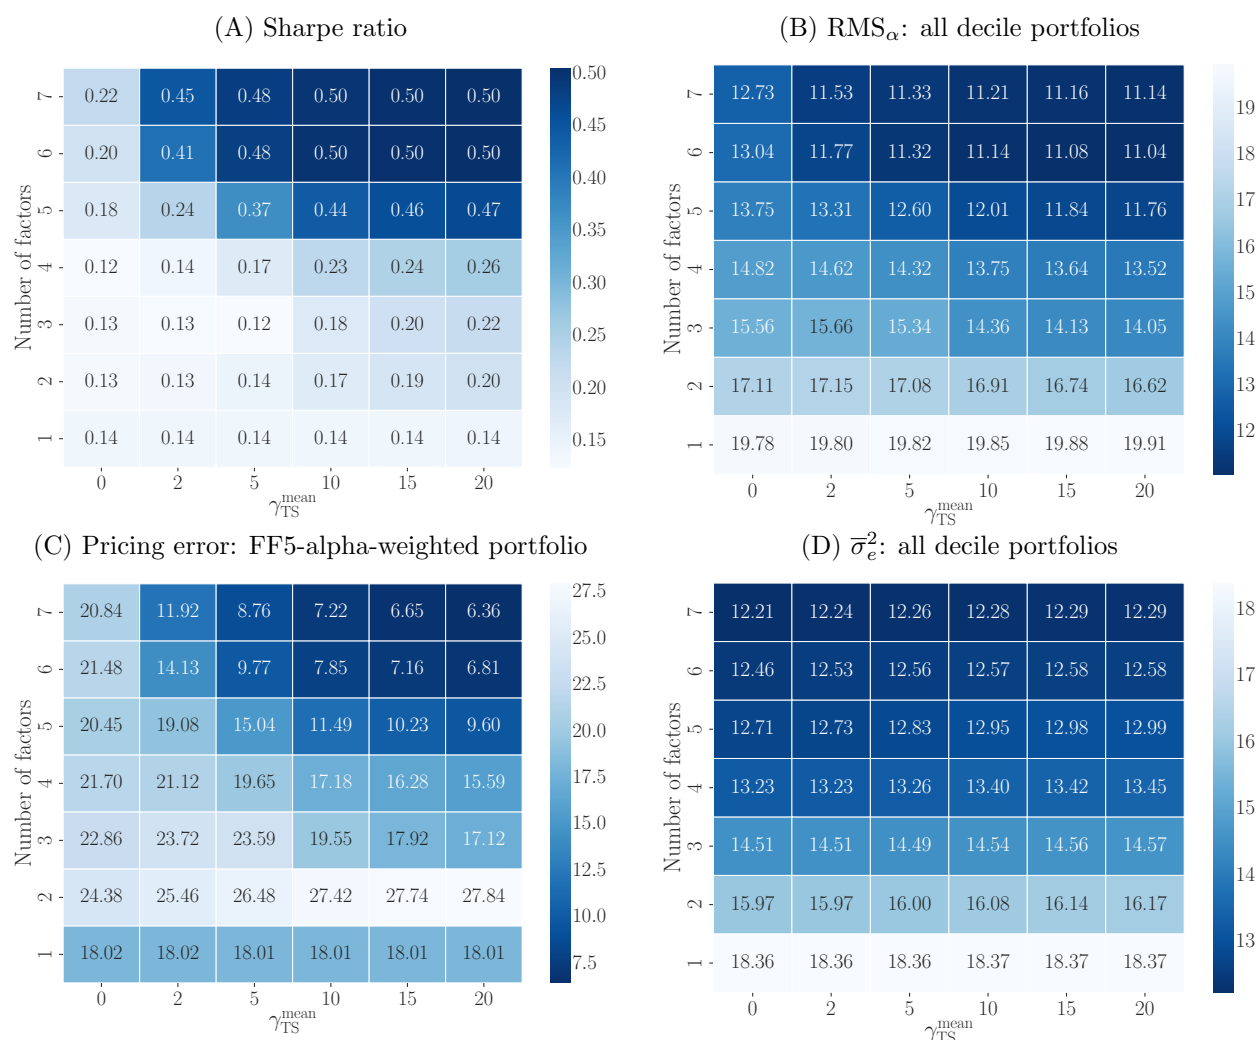 (A) Sharpe ratio
Number of factors
7 0.22 0.45 0.48 0.50 0.50 0.50
6 0.20 0.41 0.48 0.50 0.50 0.50
5 0.18 0.24 0.37 0.44 0.46 0.47
4 0.12 0.14 0.17 0.23 0.24 0.26
3 0.13 0.13 0.12 0.18 0.20 0.22
2 0.13 0.13 0.14 0.17 0.19 0.20
1 0.14 0.14 0.14 0.14 0.14 0.14
0 2 5 10 15 20
γ_TS^mean
0.50
0.45
0.40
0.35
0.30
0.25
0.20
0.15
(B) RMS_α: all decile portfolios
Number of factors
7 12.73 11.53 11.33 11.21 11.16 11.14
6 13.04 11.77 11.32 11.14 11.08 11.04
5 13.75 13.31 12.60 12.01 11.84 11.76
4 14.82 14.62 14.32 13.75 13.64 13.52
3 15.56 15.66 15.34 14.36 14.13 14.05
2 17.11 17.15 17.08 16.91 16.74 16.62
1 19.78 19.80 19.82 19.85 19.88 19.91
0 2 5 10 15 20
γ_TS^mean
19
18
17
16
15
14
13
12
(C) Pricing error: FF5-alpha-weighted portfolio
Number of factors
7 20.84 11.92 8.76 7.22 6.65 6.36
6 21.48 14.13 9.77 7.85 7.16 6.81
5 20.45 19.08 15.04 11.49 10.23 9.60
4 21.70 21.12 19.65 17.18 16.28 15.59
3 22.86 23.72 23.59 19.55 17.92 17.12
2 24.38 25.46 26.48 27.42 27.74 27.84
1 18.02 18.02 18.01 18.01 18.01 18.01
0 2 5 10 15 20
γ_TS^mean
27.5
25.0
22.5
20.0
17.5
15.0
12.5
10.0
7.5
(D) σ̅_e^2: all decile portfolios
Number of factors
7 12.21 12.24 12.26 12.28 12.29 12.29
6 12.46 12.53 12.56 12.57 12.58 12.58
5 12.71 12.73 12.83 12.95 12.98 12.99
4 13.23 13.23 13.26 13.40 13.42 13.45
3 14.51 14.51 14.49 14.54 14.56 14.57
2 15.97 15.97 16.00 16.08 16.14 16.17
1 18.36 18.36 18.36 18.37 18.37 18.37
0 2 5 10 15 20
γ_TS^mean
18
17
16
15
14
13